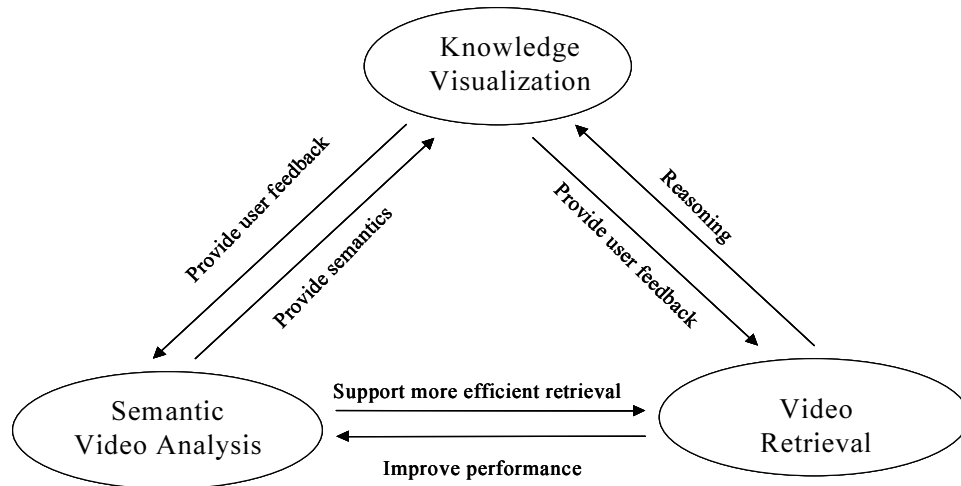 Knowledge
Visualization
Provide user feedback
Provide semantics
Provide user feedback
Reasoning
Semantic
Video Analysis
Support more efficient retrieval
Improve performance
Video
Retrieval